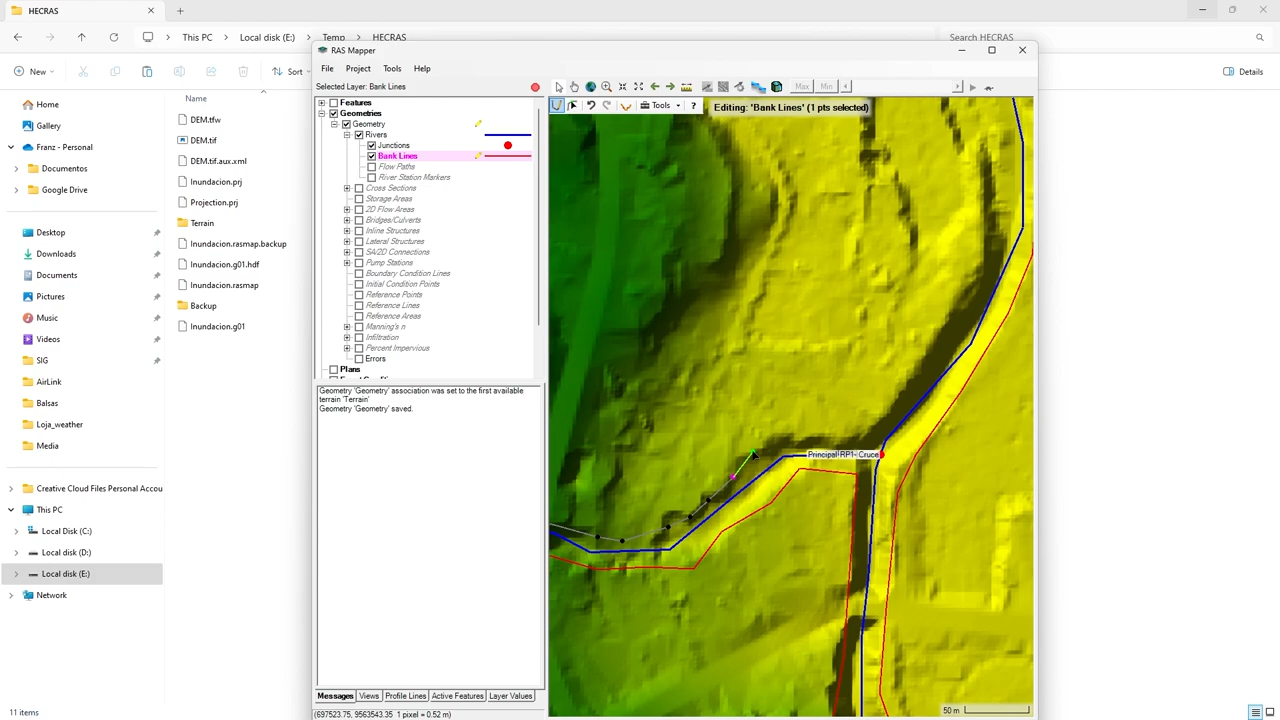 HECRAS
This PC
Local disk (E:)
Temp
HECRAS
Search HECRAS
New
Sort
Details
Home
Gallery
Franz - Personal
Documentos
Google Drive
Desktop
Downloads
Documents
Pictures
Music
Videos
SIG
AirLink
Balsas
Loja_weather
Media
Creative Cloud Files Personal Accou
This PC
Local Disk (C:)
Local disk (D:)
Local disk (E:)
Network
11 items
Name
DEM.tfw
DEM.tif
DEM.tif.aux.xml
Inundacion.prj
Projection.prj
Terrain
Inundacion.rasmap.backup
Inundacion.g01.hdf
Inundacion.rasmap
Backup
Inundacion.g01
RAS Mapper
File Project Tools Help
Selected Layer: Bank Lines
Max Min
Features
Geometries
Geometry
Rivers
Junctions
Bank Lines
Flow Paths
River Station Markers
Cross Sections
Storage Areas
2D Flow Areas
Bridges/Culverts
Inline Structures
Lateral Structures
SA/2D Connections
Pump Stations
Boundary Condition Lines
Initial Condition Points
Reference Points
Reference Lines
Reference Areas
Manning's n
Infiltration
Percent Impervious
Errors
Plans
Geometry 'Geometry' association was set to the first available
terrain 'Terrain'
Geometry 'Geometry' saved.
Messages Views Profile Lines Active Features Layer Values
(697523.75, 9563543.35 1 pixel = 0.52 m)
Tools ?
Editing: 'Bank Lines' (1 pts selected)
Principal RP1- Cruce
50 m